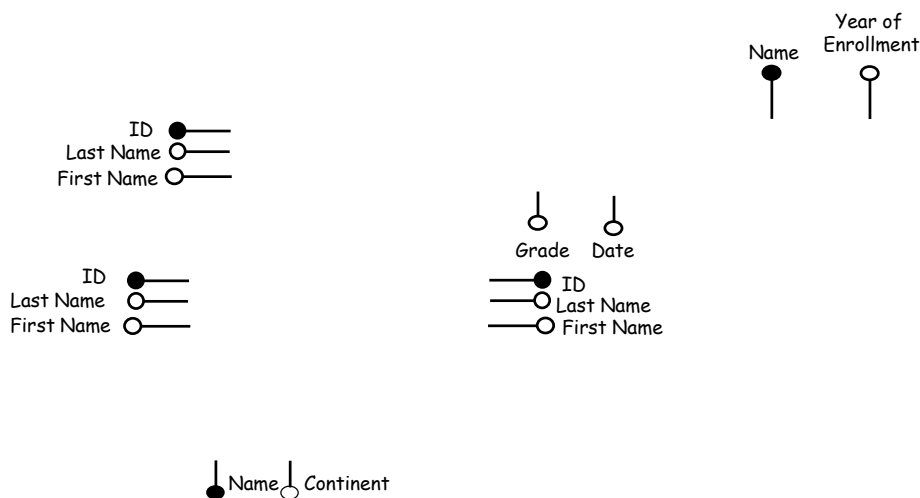 Year of
Enrollment
Name
ID
Last Name
First Name
Grade Date
ID
Last Name
First Name
ID
Last Name
First Name
Name Continent